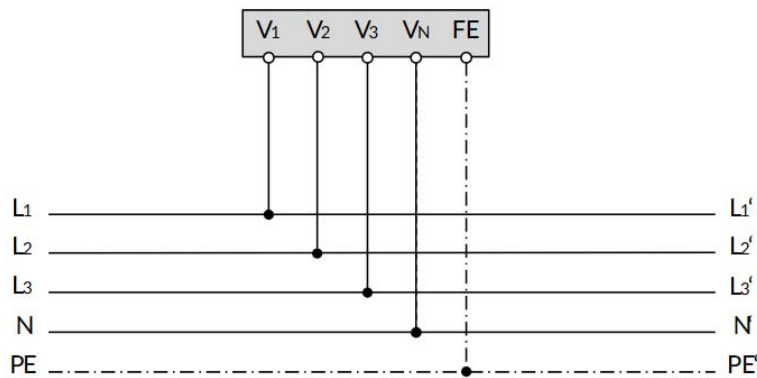 V1 V2 V3 VN FE
L1 L1‘
L2 L2‘
L3 L3‘
N N‘
PE PE‘